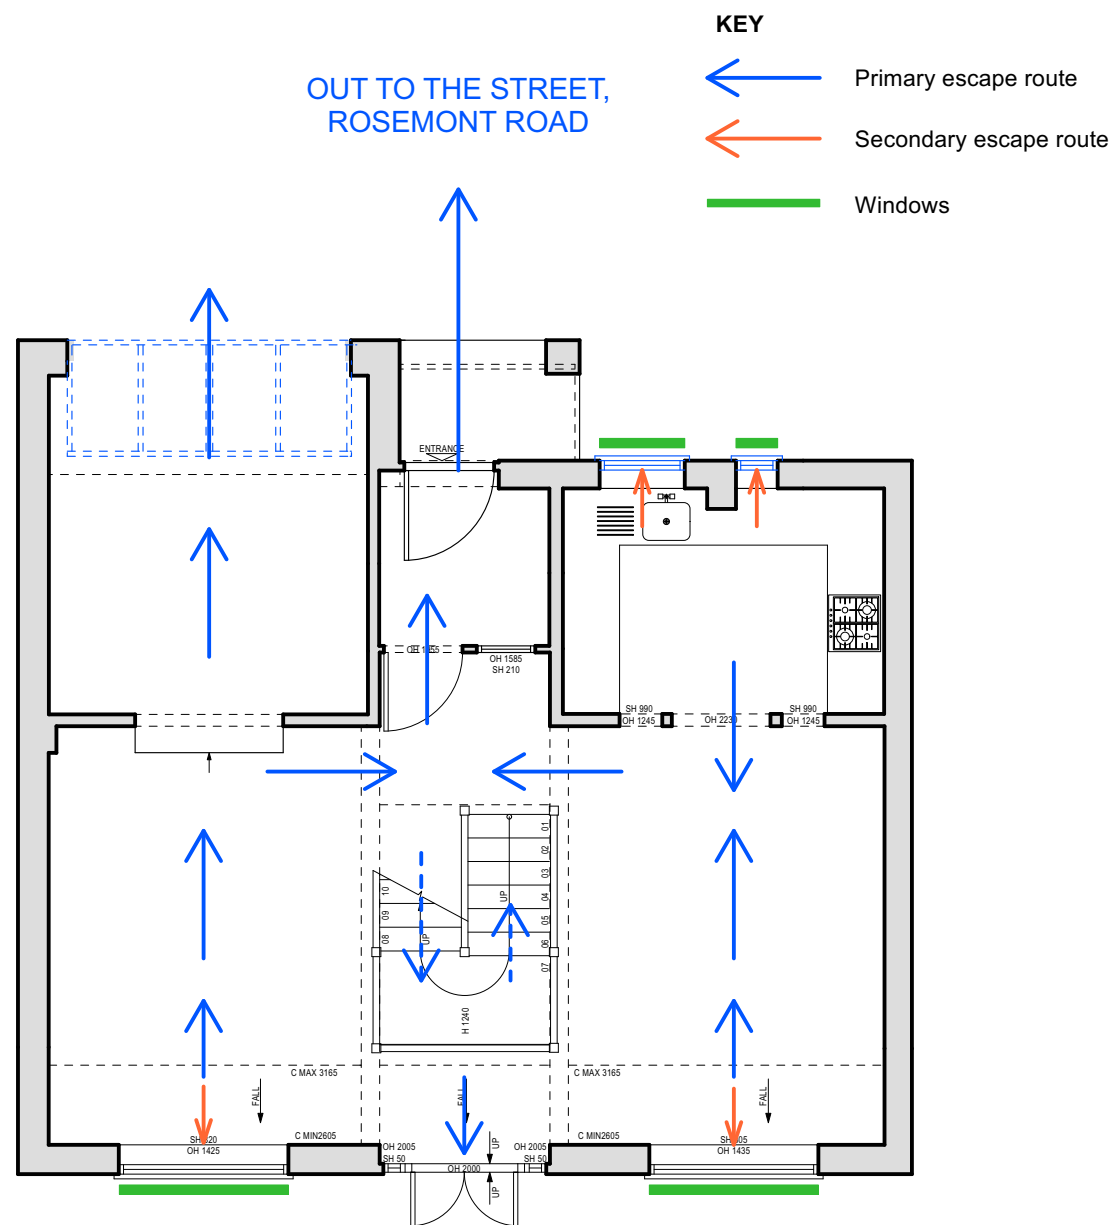 KEY
Primary escape route
Secondary escape route
Windows
OUT TO THE STREET,
ROSEMONT ROAD
ENTRANCE
OH 1585
SH 210
SH 990
OH 1245
OH 2230
SH 990
OH 1245
01
02
03
04
05
06
07
08
09
10
UP
UP
H 1240
C MAX 3165
C MAX 3165
FALL
FALL
FALL
OH 1425
C MIN2605
OH 2005
SH 50
OH 2000
OH 2005
SH 50
UP
UP
C MIN2605
OH 1435